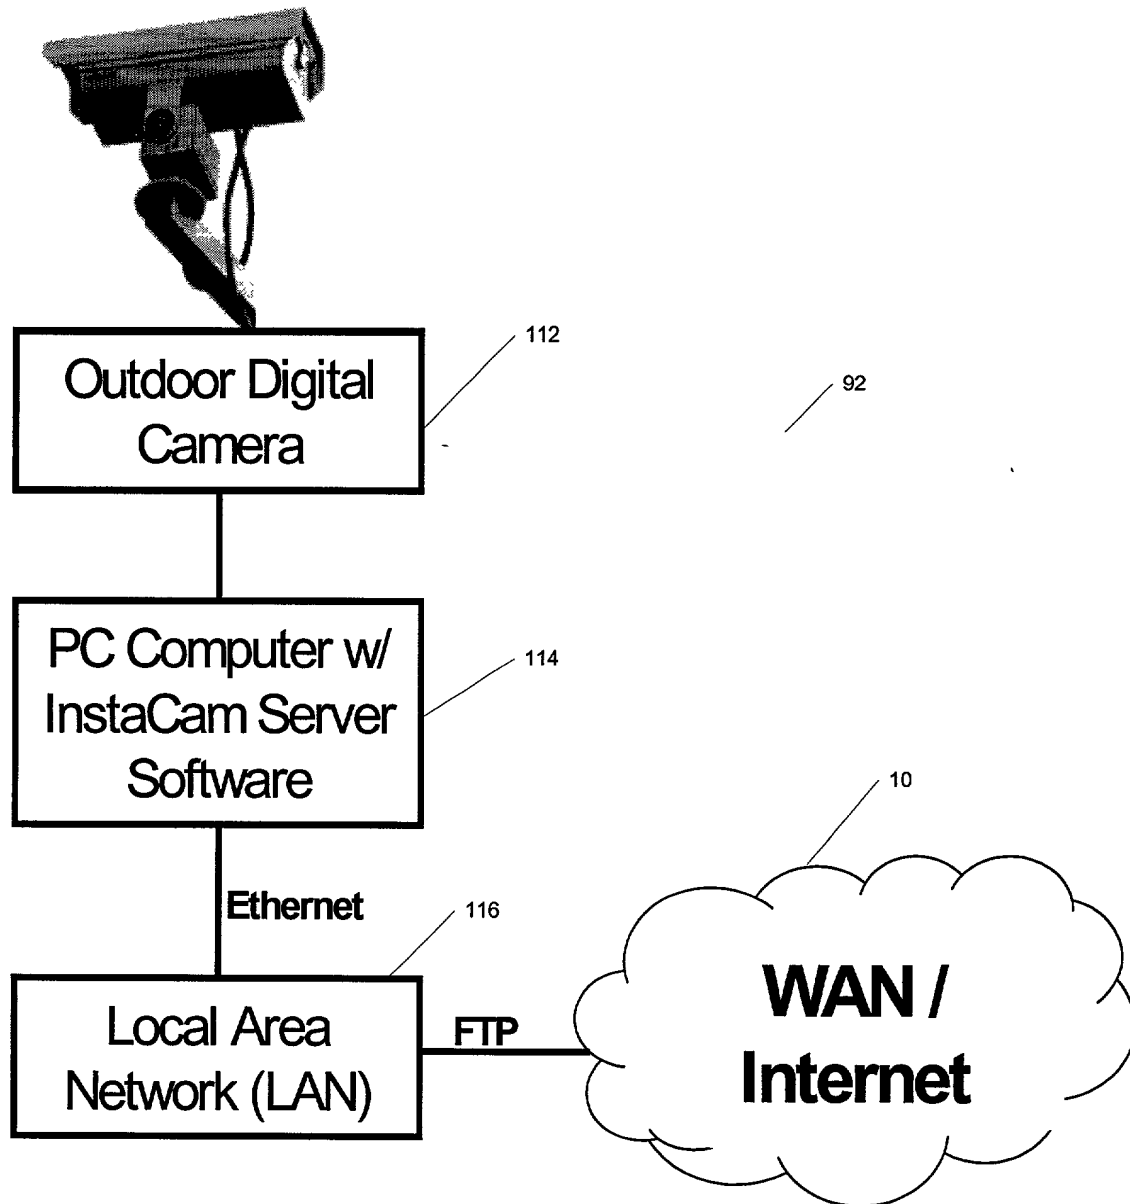 112
Outdoor Digital
Camera
92
PC Computer w/
InstaCam Server
Software
114
10
Ethernet
116
Local Area
Network (LAN)
FTP
WAN /
Internet